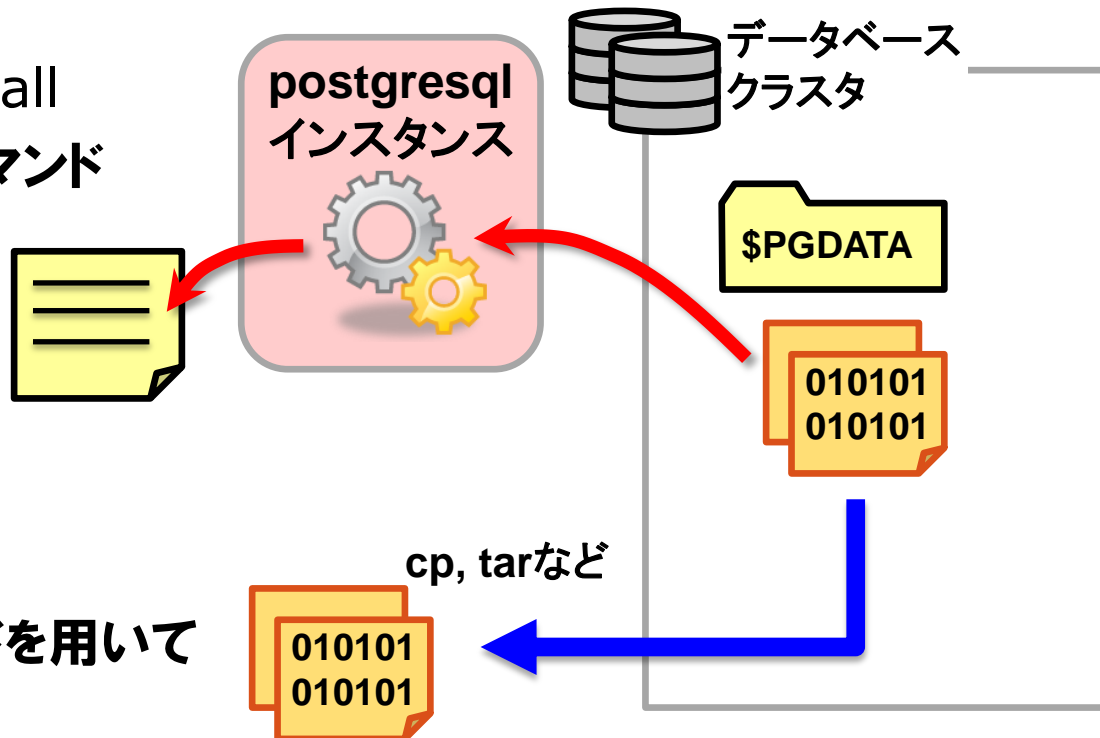 all
マンド
postgresql
インスタンス
データベース
クラスタ
$PGDATA
010101
010101
cp, tarなど
を用いて
010101
010101